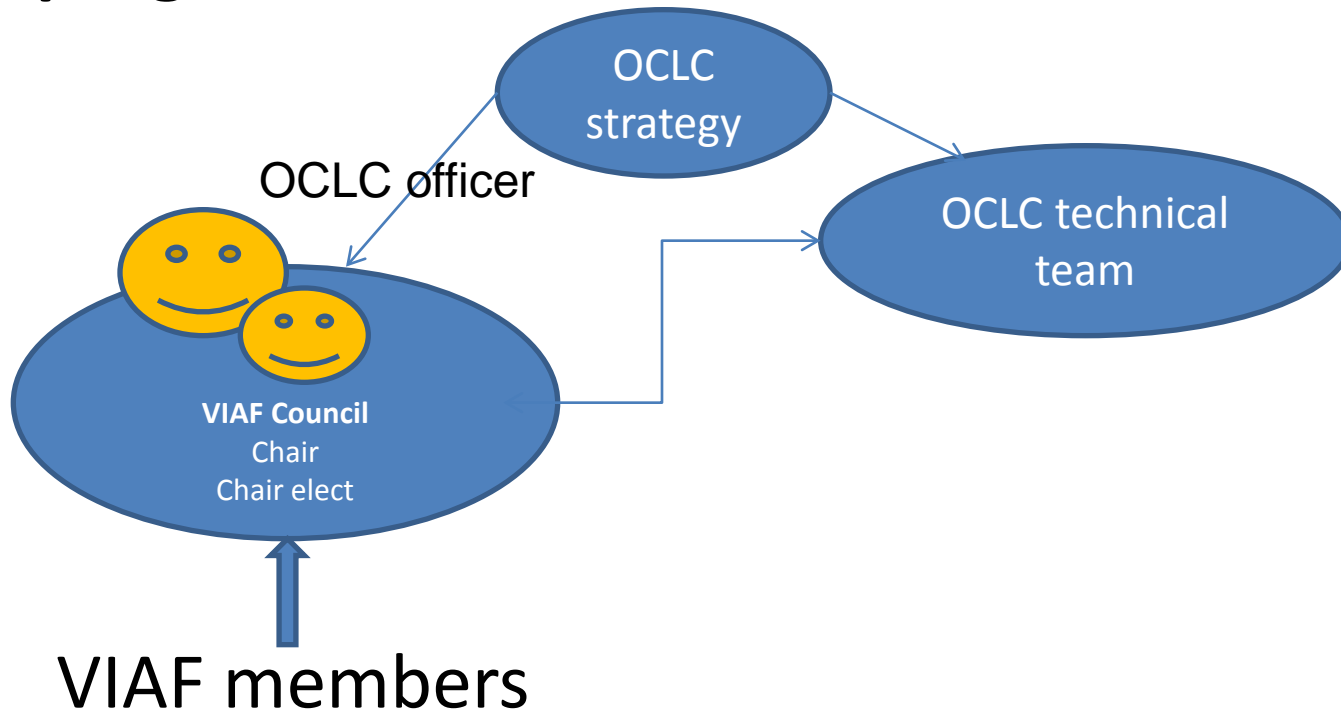 OCLC
strategy
OCLC officer
OCLC technical
team
VIAF Council
Chair
Chair elect
VIAF members